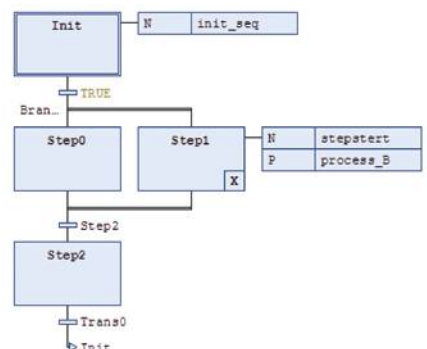 Init N init_seq
TRUE
Bran...
Step0 Step1 N stepstert
P process_B
X
Step2
Step2
Trans0
Init